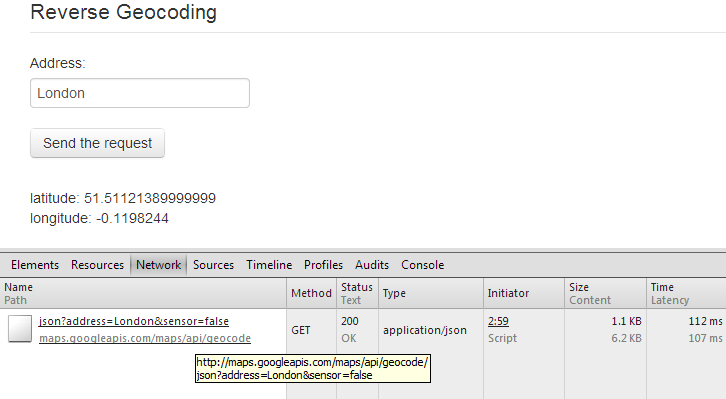 Reverse Geocoding
Address:
London
Send the request
latitude: 51.51121389999999
longitude: -0.1198244
Elements Resources Network Sources Timeline Profiles Audits Console
Name Method Status Type Initiator Size Time
Path Text Content Latency
json?address=London&sensor=false GET 200 application/json 2:59 1.1 KB 112 ms
maps.googleapis.com/maps/api/geocode OK Script 6.2 KB 107 ms
http://maps.googleapis.com/maps/api/geocode/
json?address=London&sensor=false